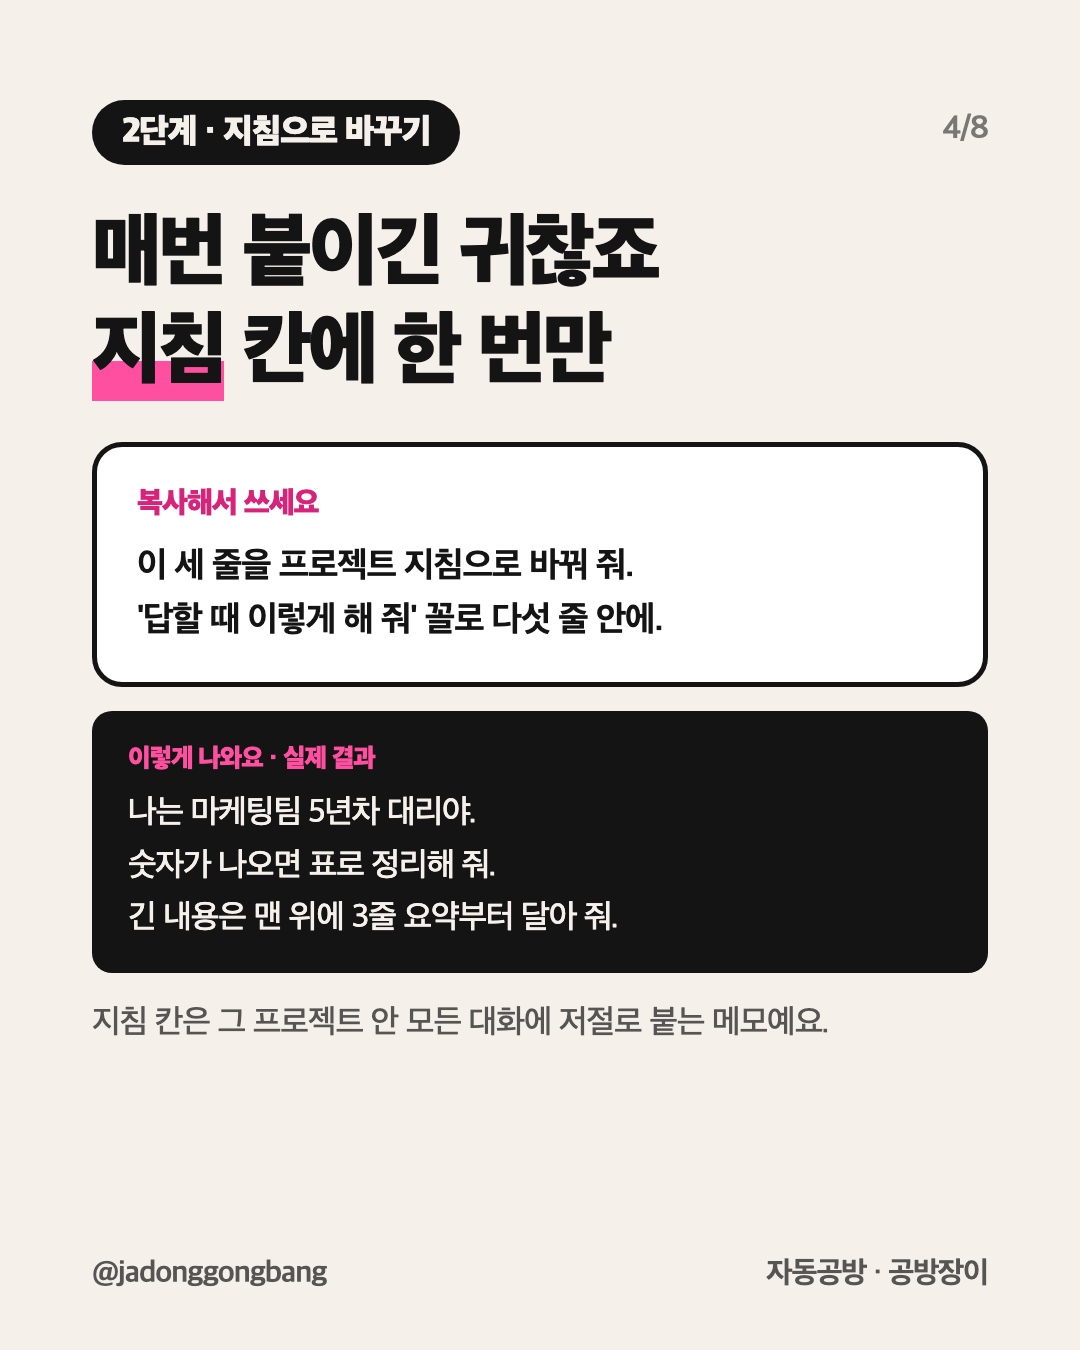 2단계 · 지침으로 바꾸기
4/8
매번 붙이긴 귀찮죠
지침 칸에 한 번만
복사해서 쓰세요
이 세 줄을 프로젝트 지침으로 바꿔 줘.
'답할 때 이렇게 해 줘' 꼴로 다섯 줄 안에.
이렇게 나와요 · 실제 결과
나는 마케팅팀 5년차 대리야.
숫자가 나오면 표로 정리해 줘.
긴 내용은 맨 위에 3줄 요약부터 달아 줘.
지침 칸은 그 프로젝트 안 모든 대화에 저절로 붙는 메모예요.
@jadonggongbang
자동공방 · 공방장이